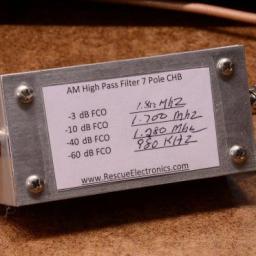 AM High Pass Filter 7 Pole CHB
-3 dB FCO 1.802 MHZ
-10 dB FCO 1.700 MHZ
-40 dB FCO 1.280 MHz
-60 dB FCO 980 KHZ
www.RescueElectronics.com